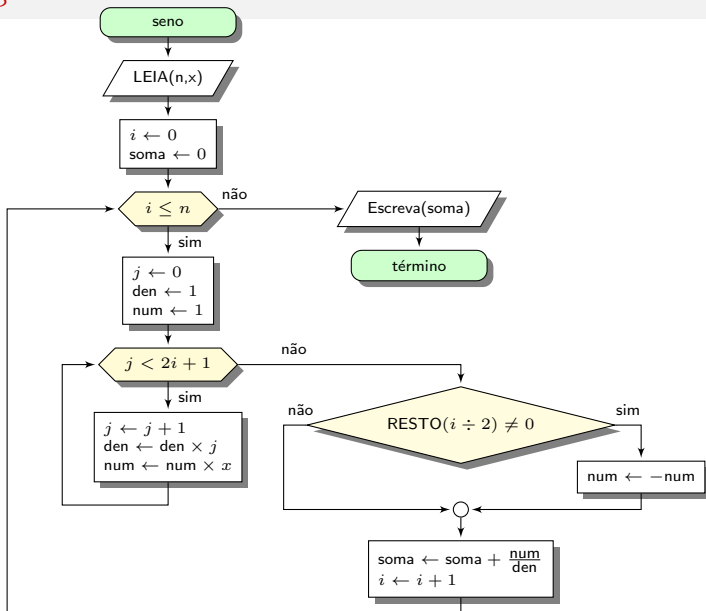 seno
LEIA(n,x)
i ← 0
soma ← 0
i ≤ n
não
sim
Escreva(soma)
término
j ← 0
den ← 1
num ← 1
j < 2i + 1
não
sim
j ← j + 1
den ← den × j
num ← num × x
não
RESTO(i ÷ 2) ≠ 0
sim
num ← −num
soma ← soma + num/den
i ← i + 1